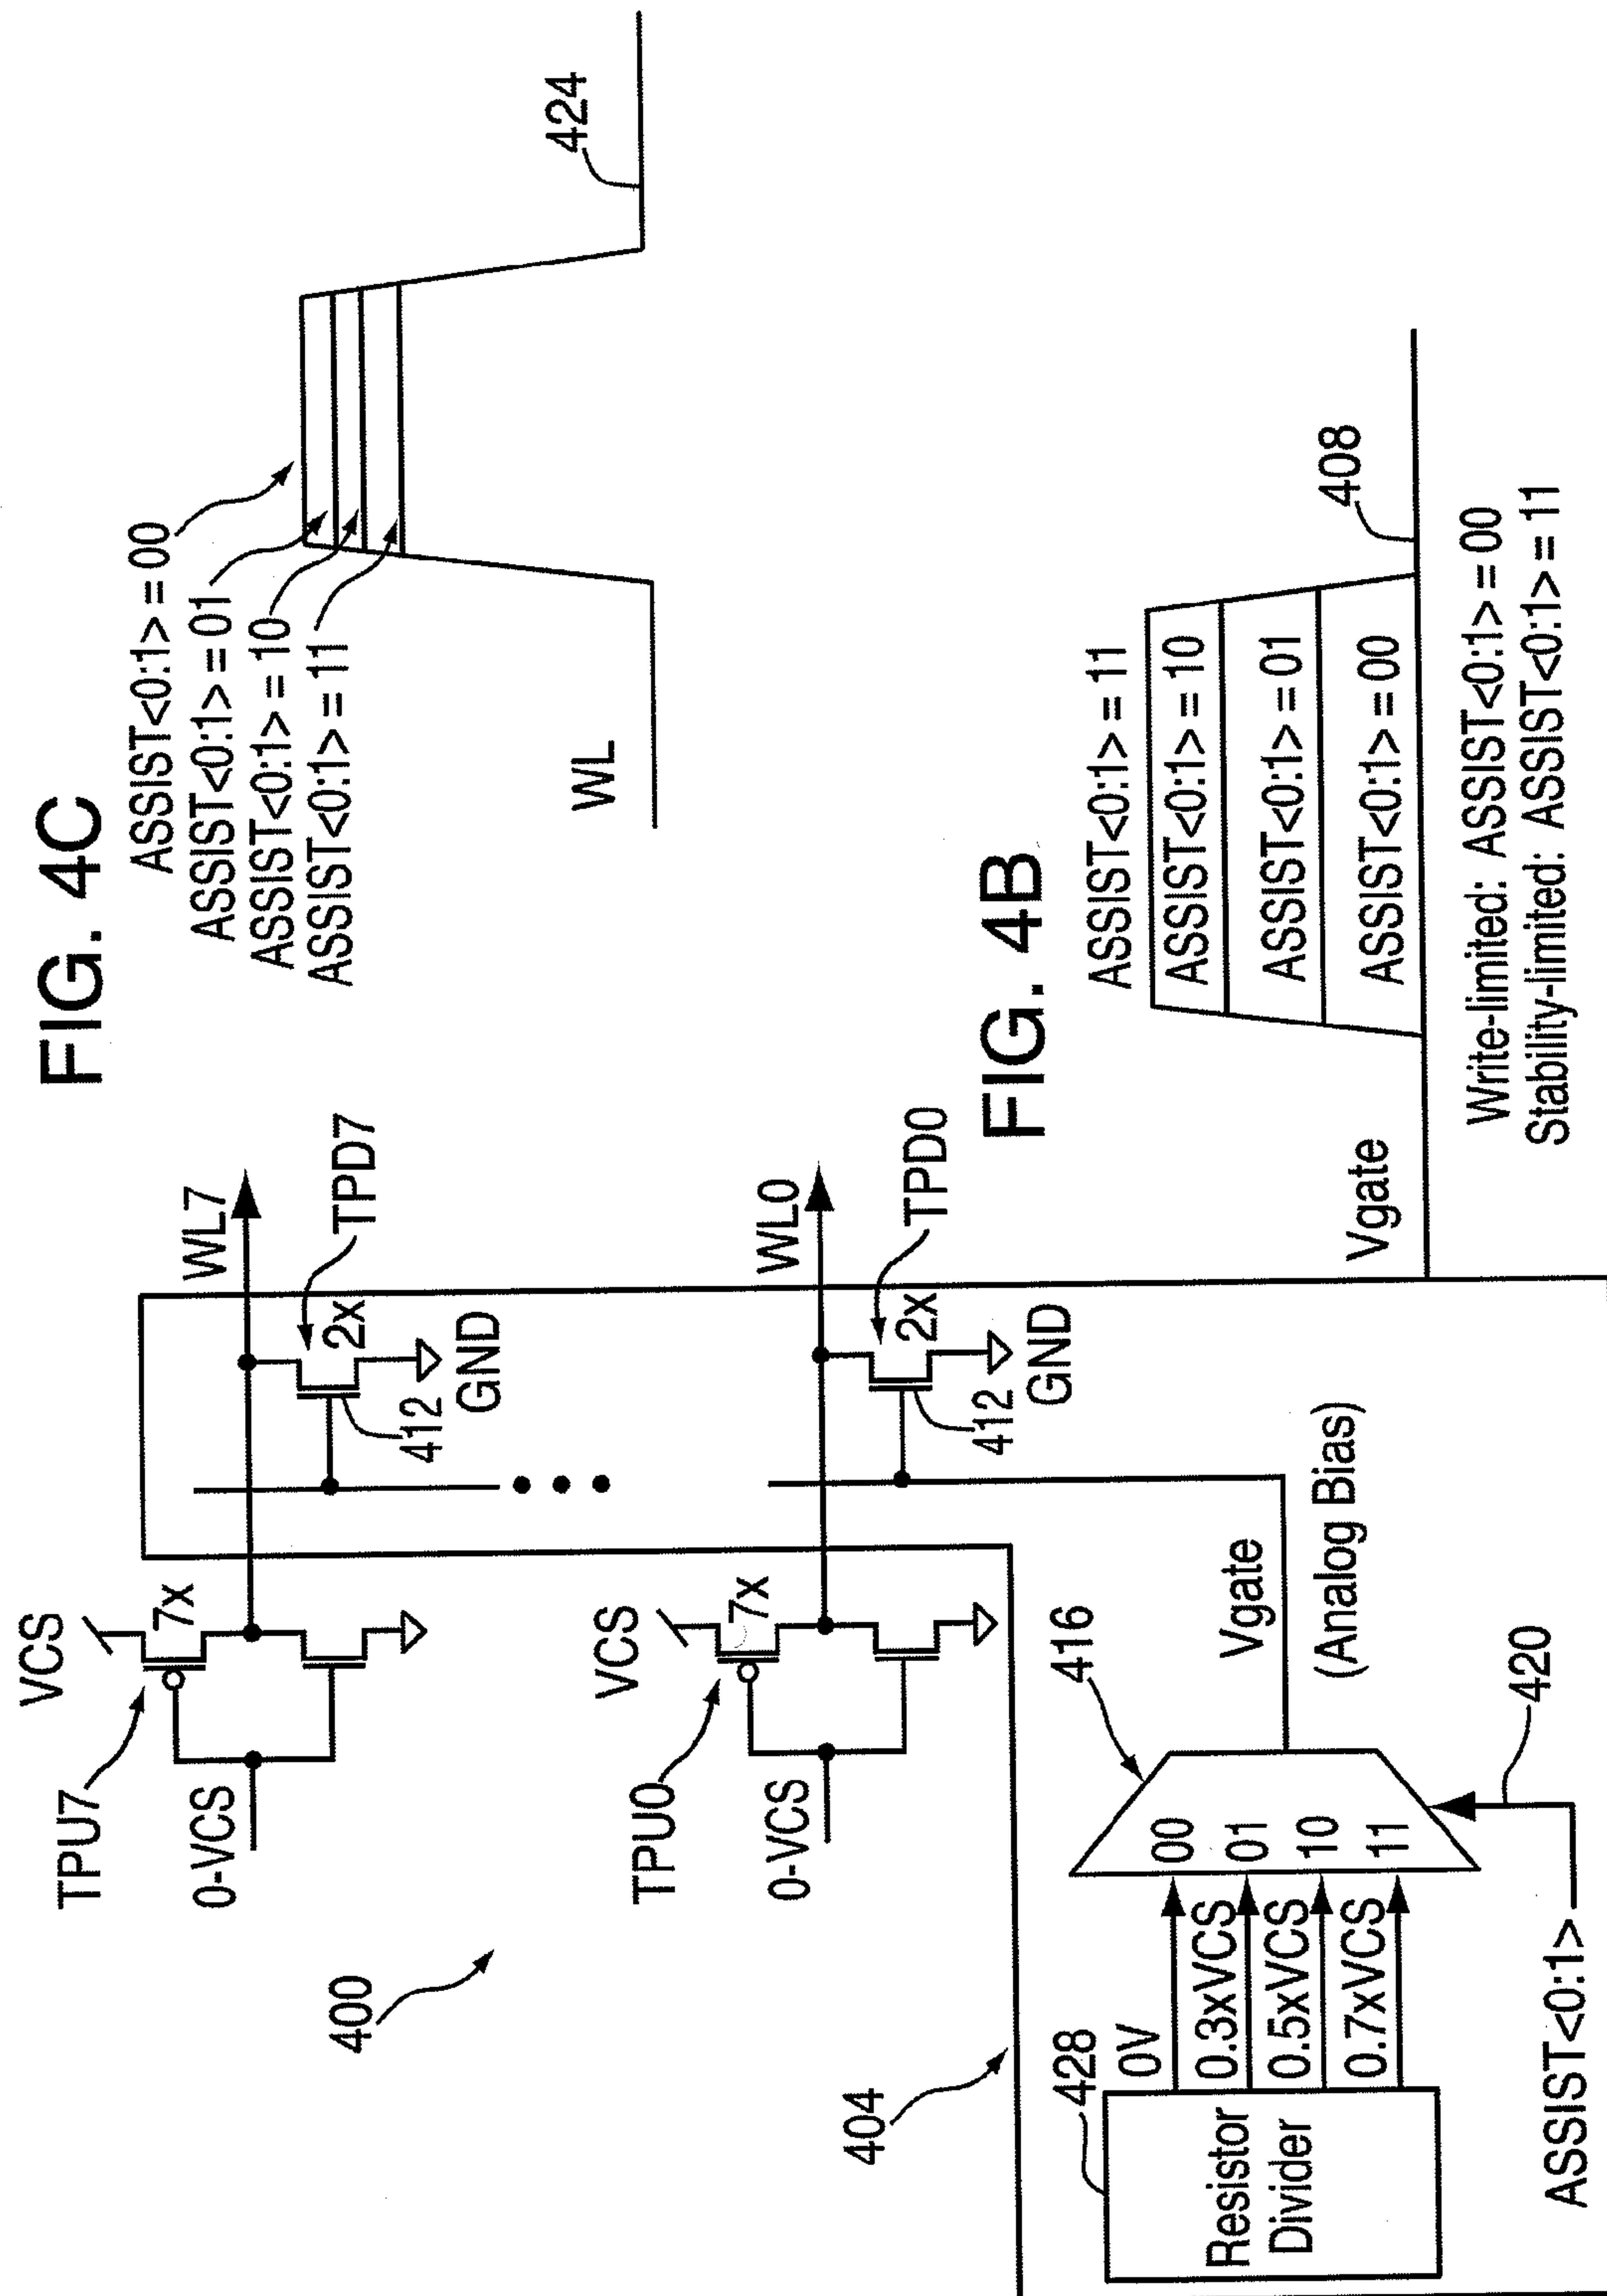 FIG. 4C
ASSIST<0:1> = 00
ASSIST<0:1> = 01
ASSIST<0:1> = 10
ASSIST<0:1> = 11
WL
424
400
TPU7
VCS
7x
0-VCS
WL7
TPD7
2x
412
GND
TPU0
VCS
7x
0-VCS
WL0
TPD0
2x
412
GND
404
428
Resistor
Divider
0V
0.3xVCS
0.5xVCS
0.7xVCS
00
01
10
11
416
Vgate
(Analog Bias)
420
ASSIST<0:1>
FIG. 4B
ASSIST<0:1> = 11
ASSIST<0:1> = 10
ASSIST<0:1> = 01
ASSIST<0:1> = 00
Vgate
408
Write-limited: ASSIST<0:1> = 00
Stability-limited: ASSIST<0:1> = 11